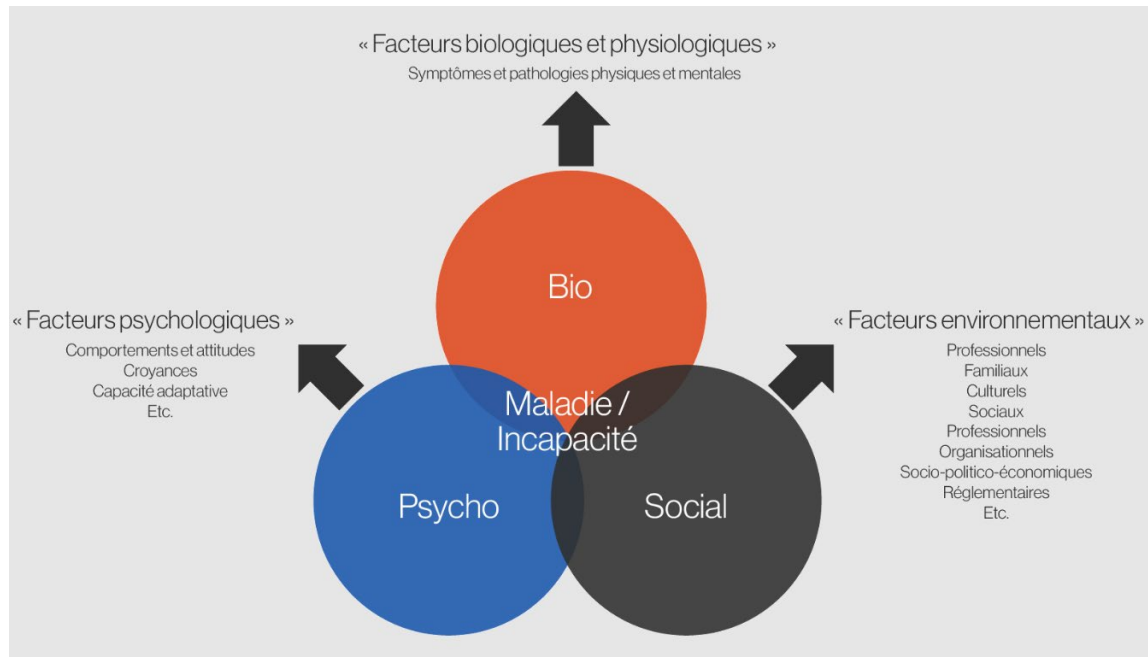 « Facteurs biologiques et physiologiques »
Symptômes et pathologies physiques et mentales
Bio
« Facteurs psychologiques »
Comportements et attitudes
Croyances
Capacité adaptative
Etc.
« Facteurs environnementaux »
Professionnels
Familiaux
Culturels
Sociaux
Professionnels
Organisationnels
Socio-politico-économiques
Réglementaires
Etc.
Maladie /
Incapacité
Psycho
Social